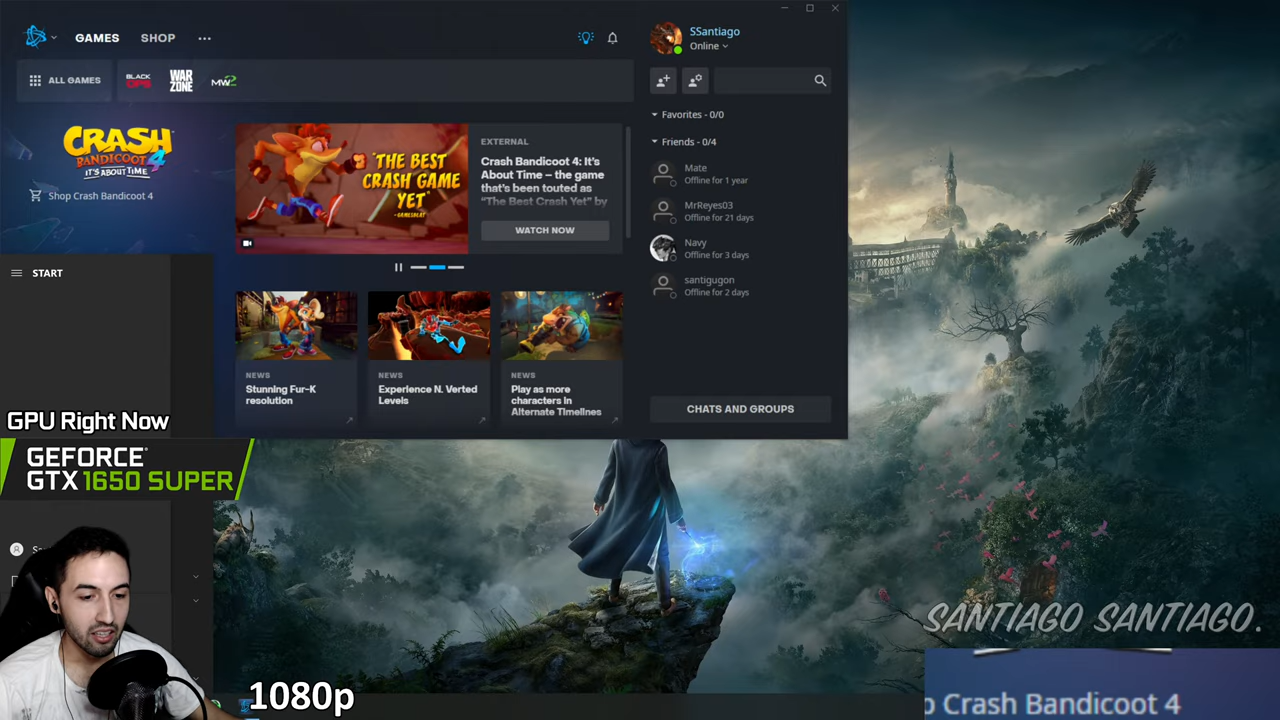 GAMES
SHOP
ALL GAMES
BLACK OPS
WAR ZONE
MW2
CRASH BANDICOOT 4
IT'S ABOUT TIME
Shop Crash Bandicoot 4
"THE BEST
CRASH GAME
YET"
-GAMESBEAT
EXTERNAL
Crash Bandicoot 4: It's
About Time – the game
that's been touted as
"The Best Crash Yet" by
WATCH NOW
NEWS
Stunning Fur-K
resolution
NEWS
Experience N. Verted
Levels
NEWS
Play as more
characters In
Alternate Timelines
SSantiago
Online
Favorites - 0/0
Friends - 0/4
Mate
Offline for 1 year
MrReyes03
Offline for 21 days
Navy
Offline for 3 days
santigugon
Offline for 2 days
CHATS AND GROUPS
START
GPU Right Now
GEFORCE
GTX 1650 SUPER
1080p
SANTIAGO SANTIAGO.
p Crash Bandicoot 4